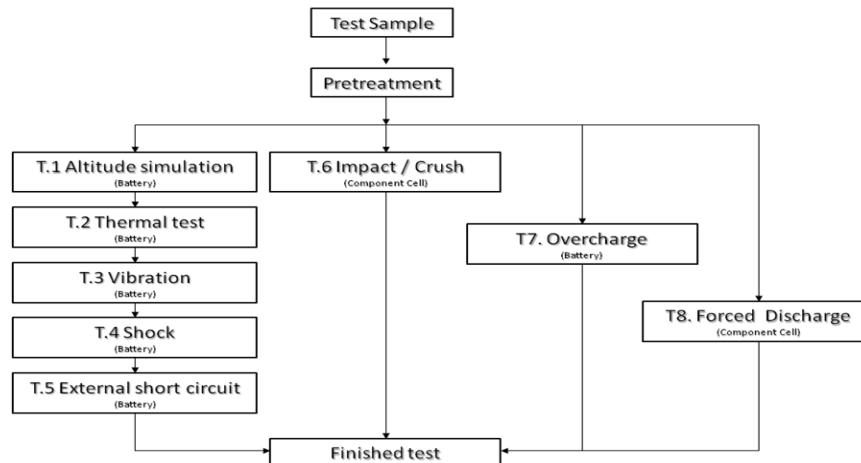 Test Sample
Pretreatment
T.1 Altitude simulation
(Battery)
T.2 Thermal test
(Battery)
T.3 Vibration
(Battery)
T.4 Shock
(Battery)
T.5 External short circuit
(Battery)
T.6 Impact / Crush
(Component Cell)
T7. Overcharge
(Battery)
T8. Forced Discharge
(Component Cell)
Finished test